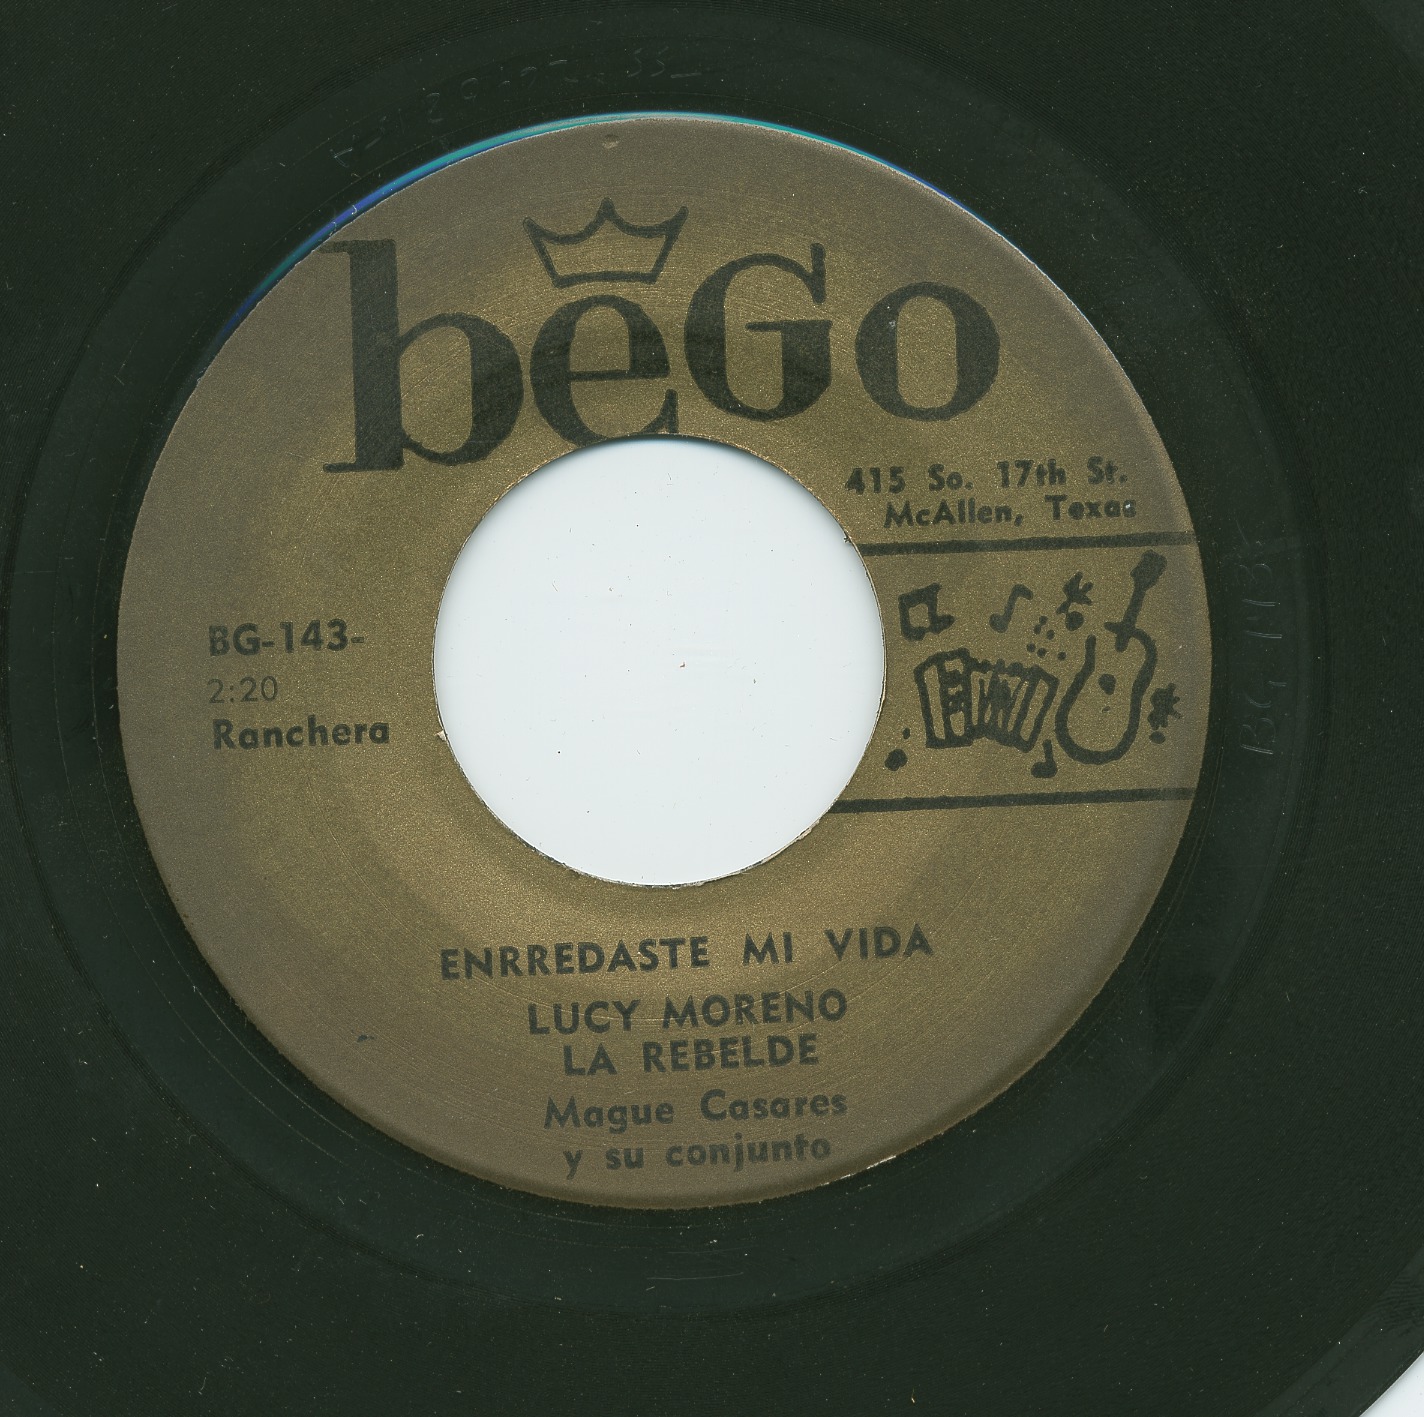 beGo
415 So. 17th St.
McAllen, Texas
BG-143-
2:20
Ranchera
ENRREDASTE MI VIDA
LUCY MORENO
LA REBELDE
Mague Casares
y su conjunto